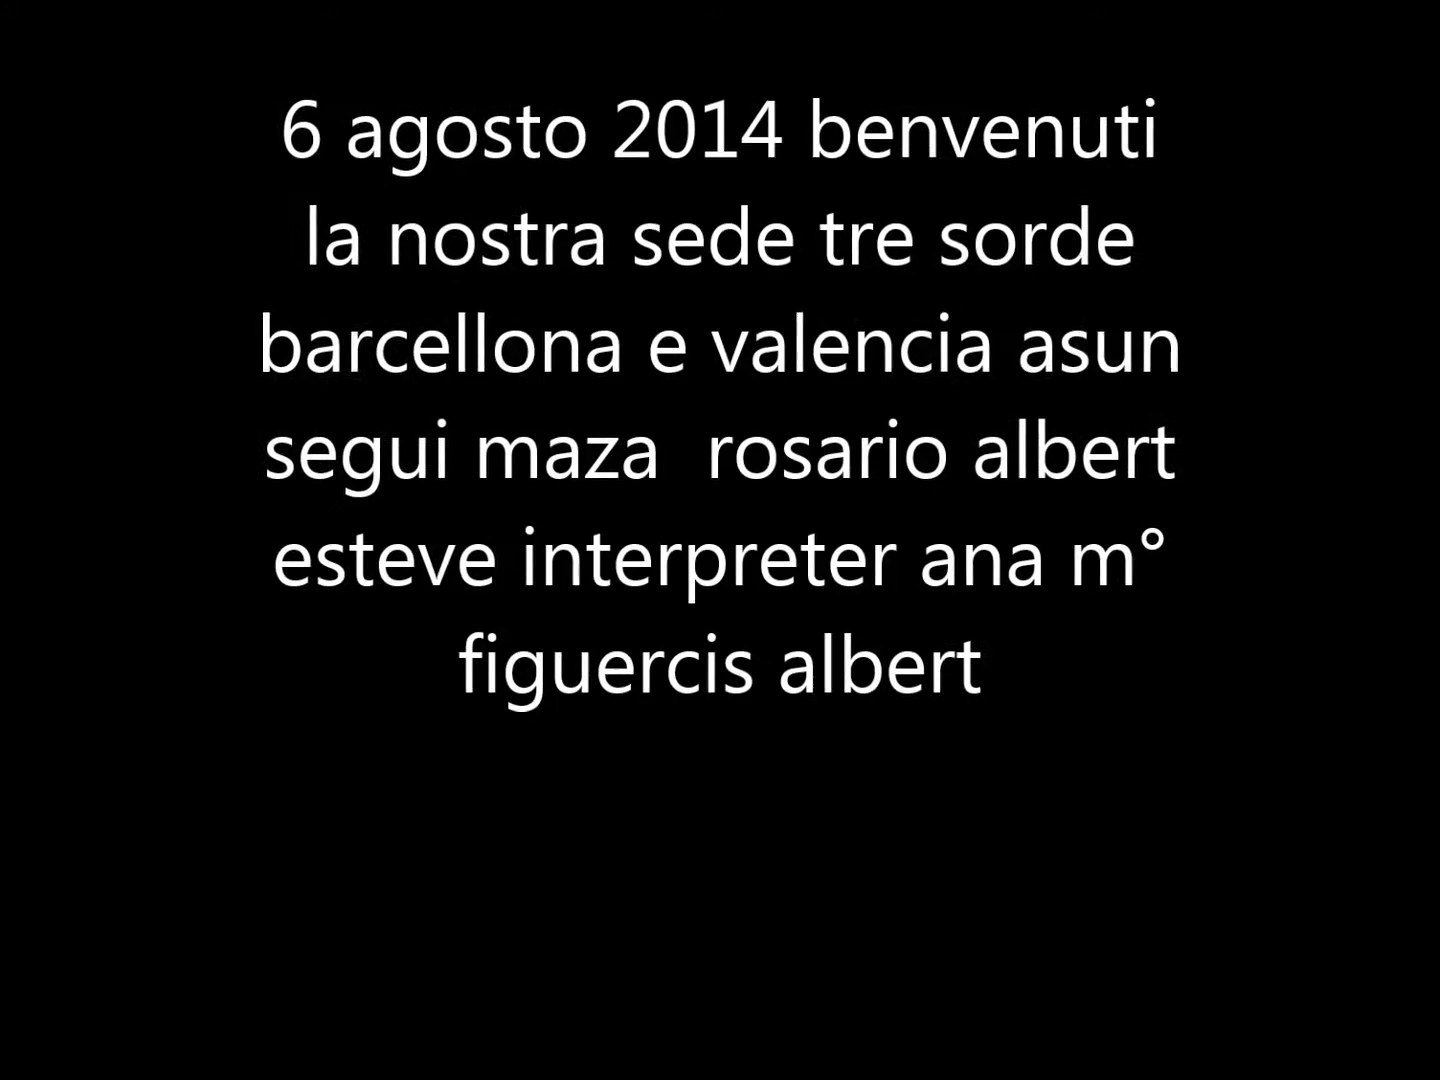 6 agosto 2014 benvenuti
la nostra sede tre sorde
barcellona e valencia asun
segui maza  rosario albert
esteve interpreter ana m°
figuercis albert